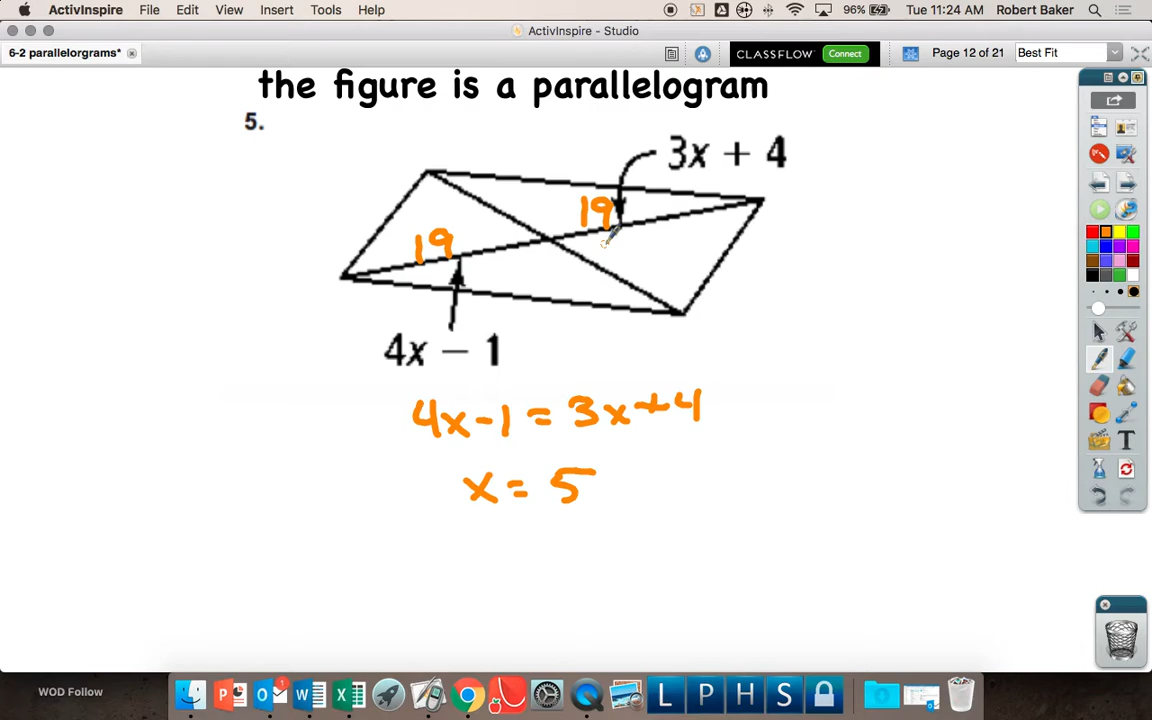 ActivInspire File Edit View Insert Tools Help 96% Tue 11:24 AM Robert Baker
ActivInspire - Studio
6-2 parallelorgrams* CLASSFLOW Connect Page 12 of 21 Best Fit
the figure is a parallelogram
5.
3x + 4
19
19
4x − 1
4x-1 = 3x+4
x = 5
T
1
P O W X L P H S
WOD Follow